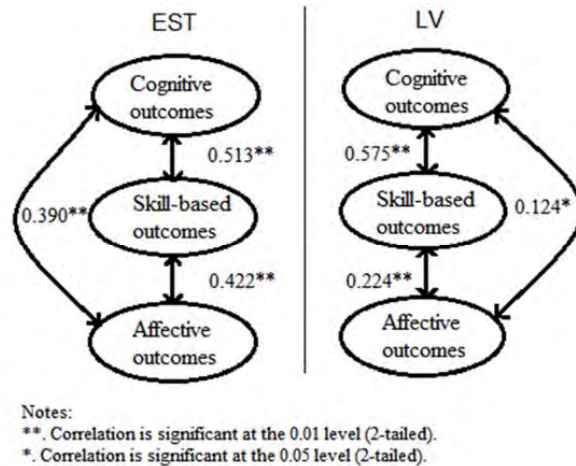 EST
Cognitive
outcomes
0.513**
Skill-based
outcomes
0.390**
0.422**
Affective
outcomes
LV
Cognitive
outcomes
0.575**
Skill-based
outcomes
0.124*
0.224**
Affective
outcomes
Notes:
**. Correlation is significant at the 0.01 level (2-tailed).
*. Correlation is significant at the 0.05 level (2-tailed).